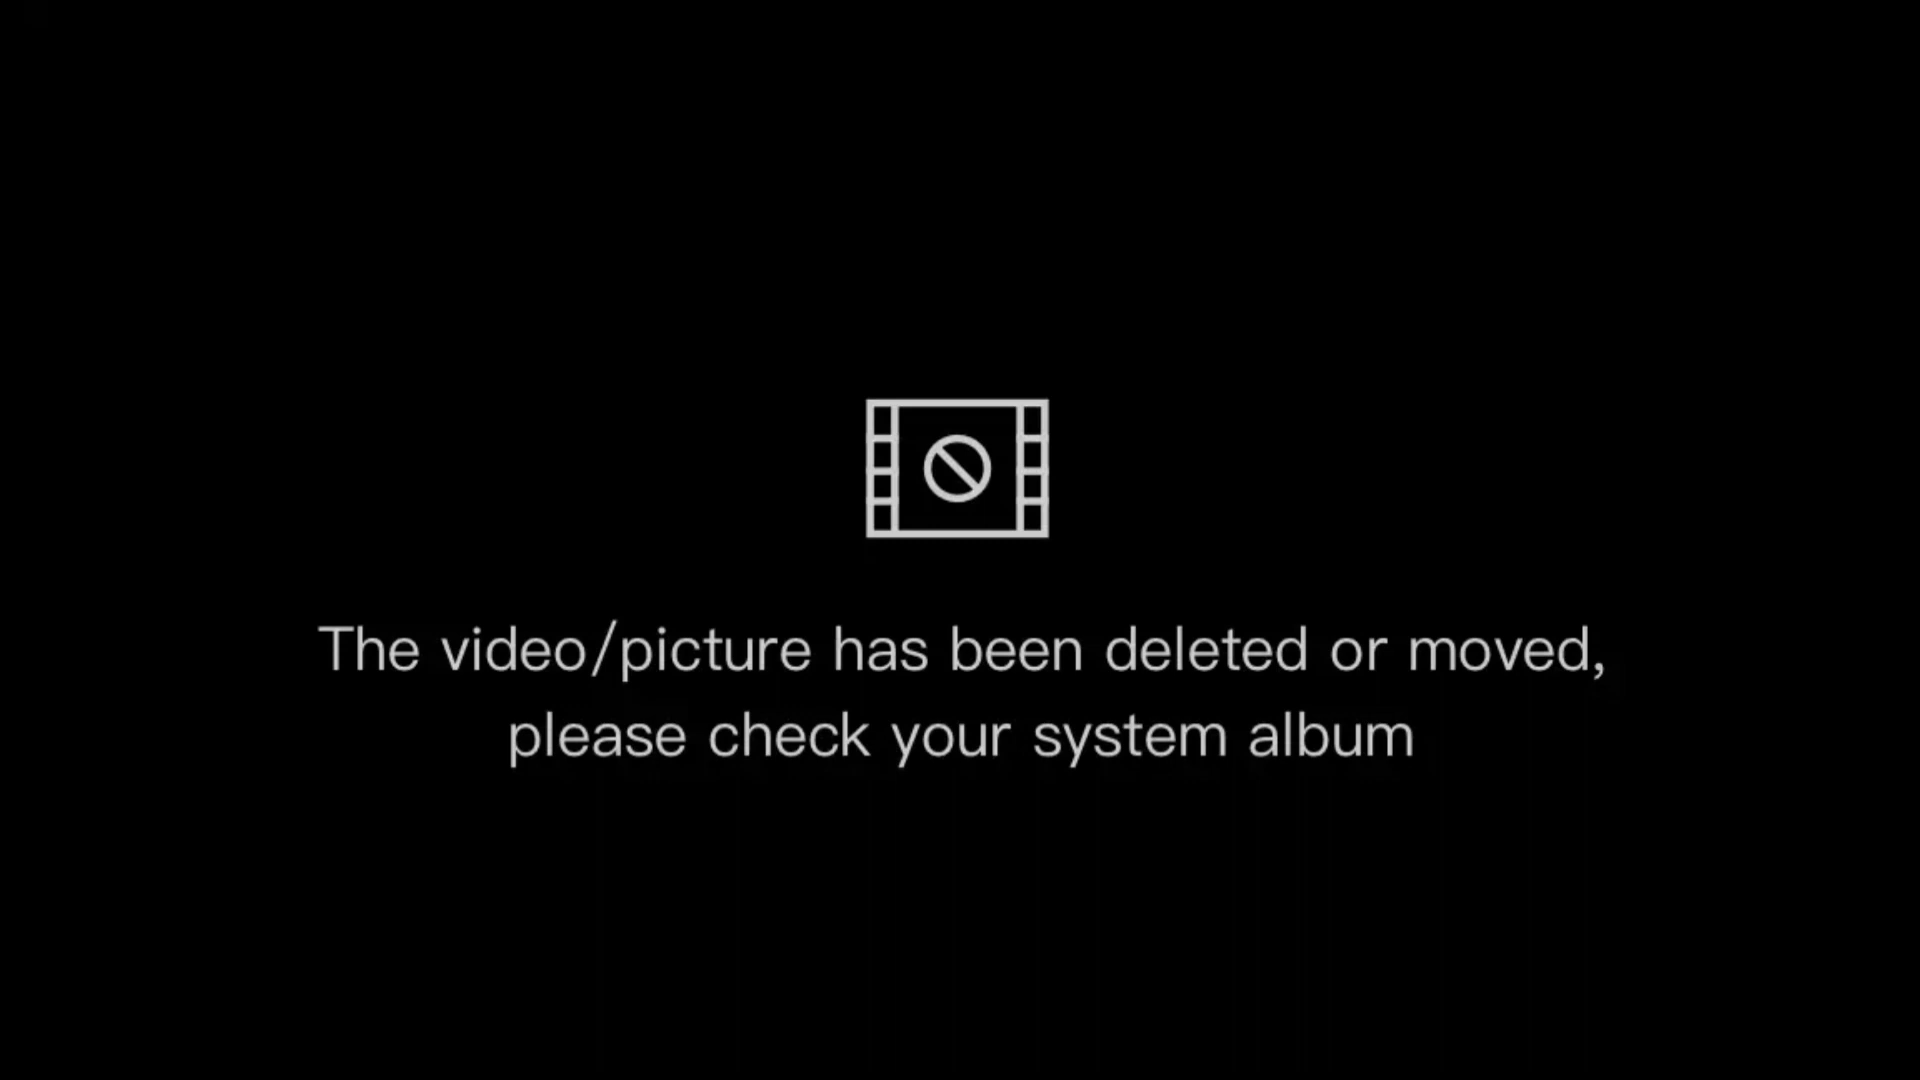 The video/picture has been deleted or moved,
please check your system album